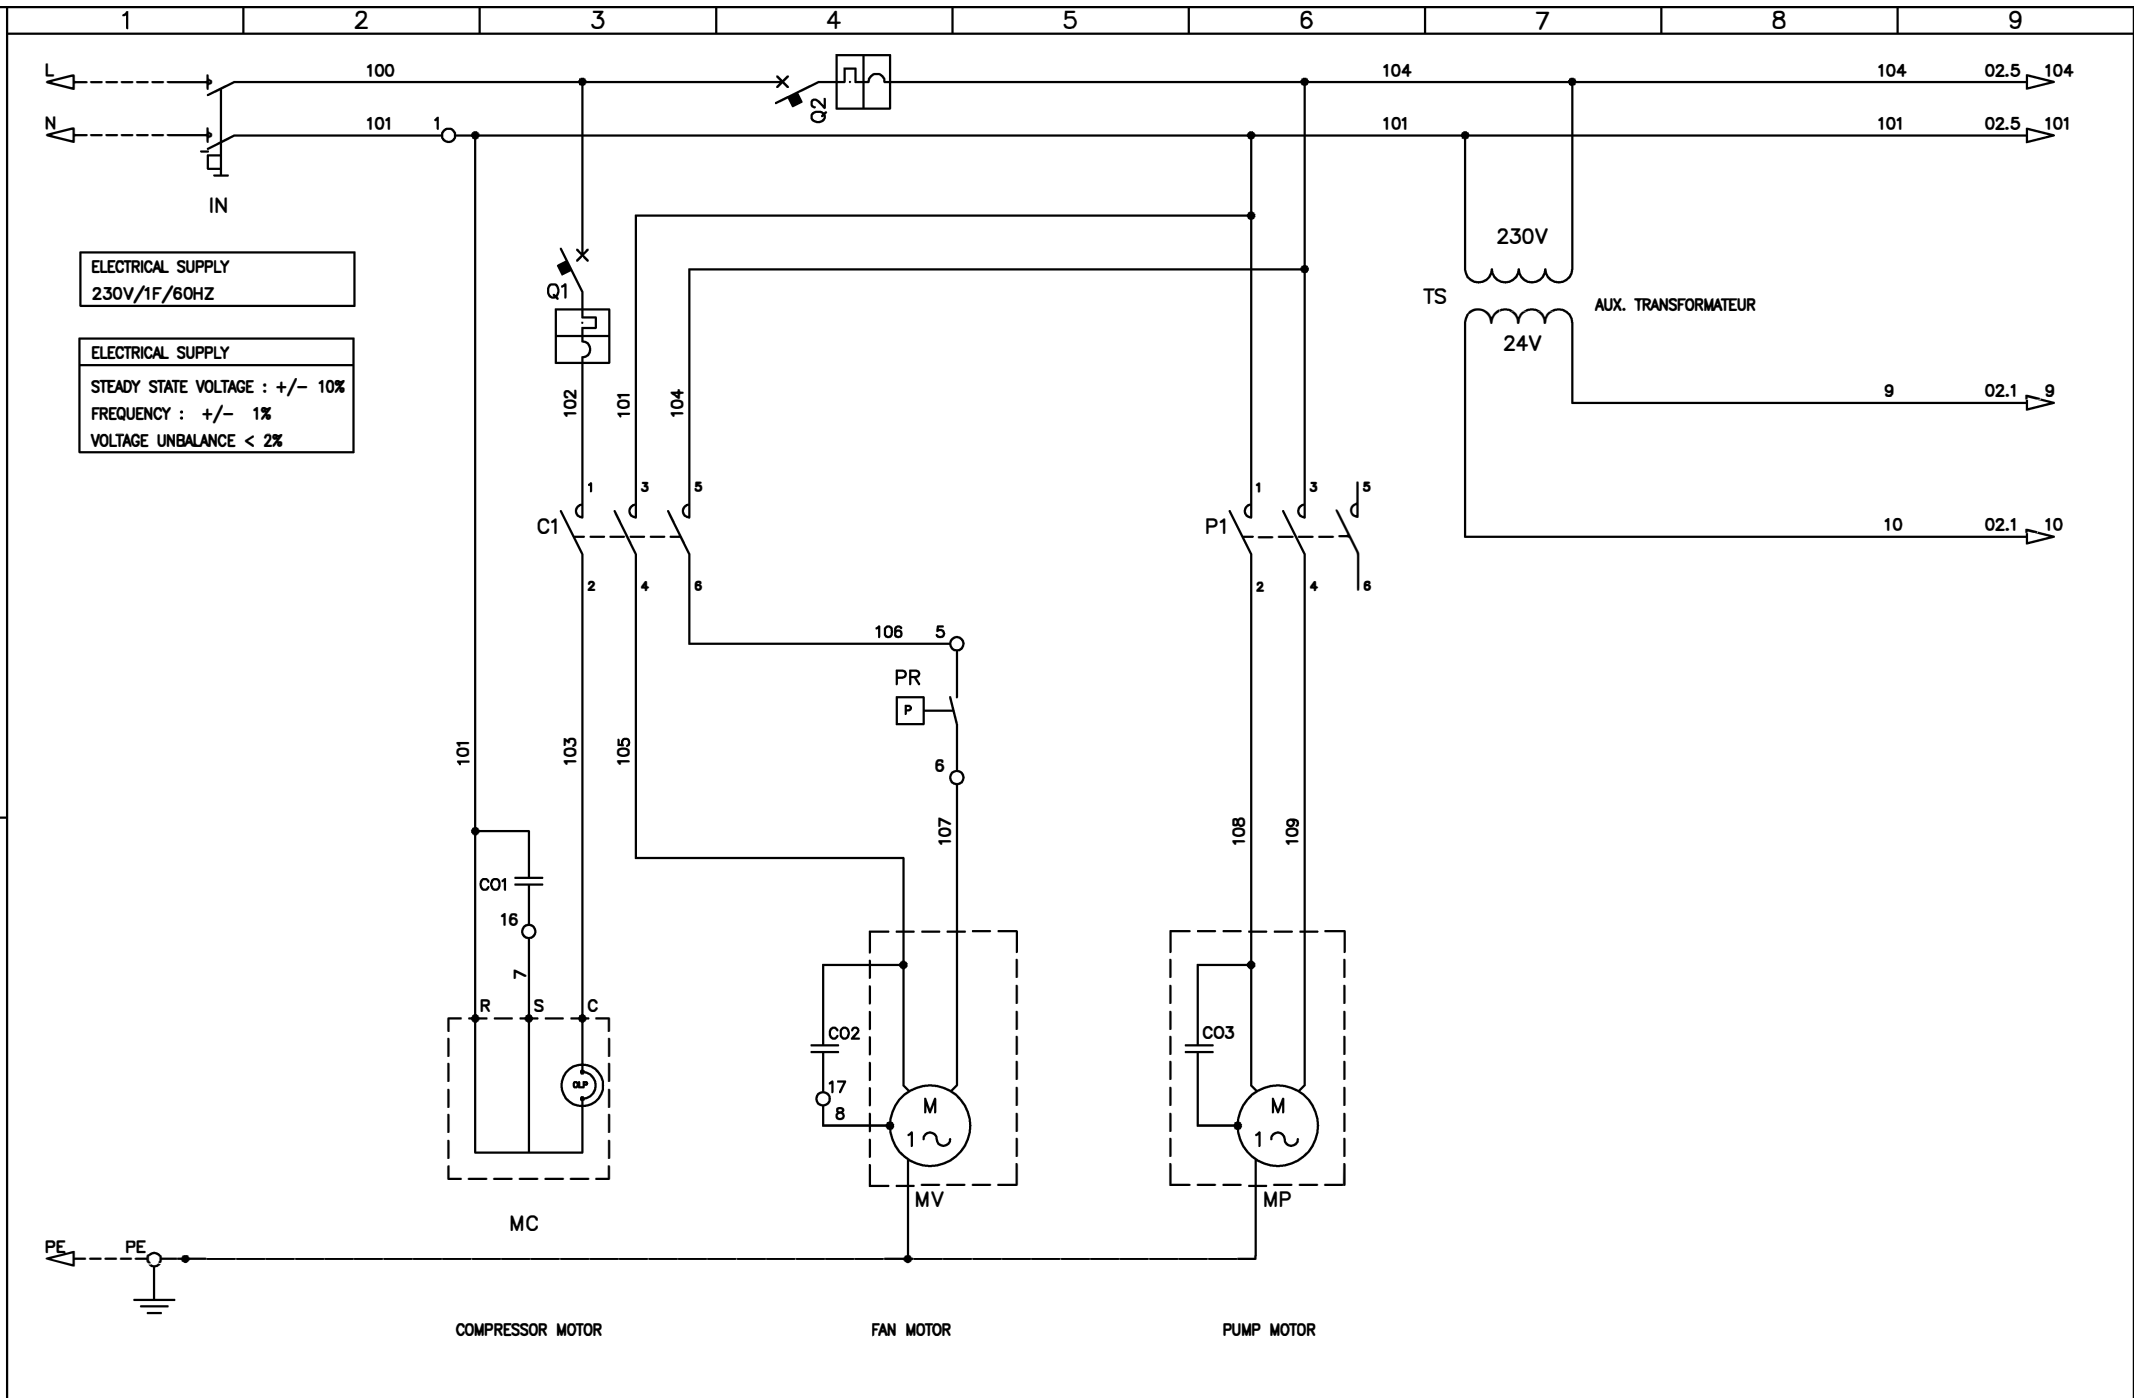 1 2 3 4 5 6 7 8 9
L 100 104 104 02.5 104
Q2
N 101 1 101 101 02.5 101
IN
ELECTRICAL SUPPLY
230V/1F/60HZ
ELECTRICAL SUPPLY
STEADY STATE VOLTAGE : +/- 10%
FREQUENCY : +/- 1%
VOLTAGE UNBALANCE < 2%
Q1
230V
TS
AUX. TRANSFORMATEUR
24V
102 101 104
9 02.1 9
1 3 5
C1
2 4 6
1 3 5
P1
2 4 6
10 02.1 10
106 5
PR
P
6
101 103 105
107
108 109
CO1
16
7
R S C
OLP
MC
CO2
17
8
M
1
MV
CO3
M
1
MP
PE PE
COMPRESSOR MOTOR
FAN MOTOR
PUMP MOTOR